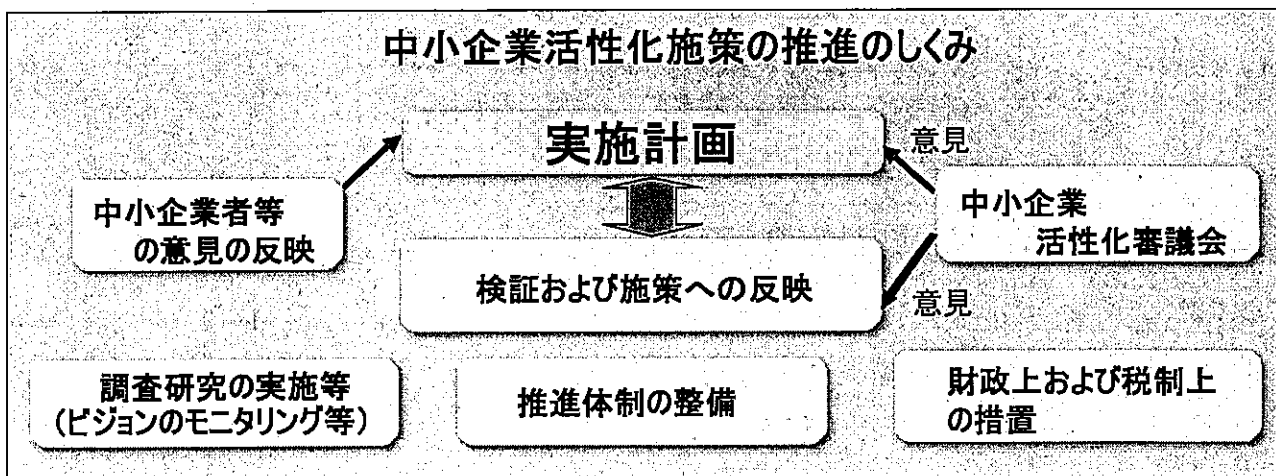 中小企業活性化施策の推進のしくみ
実施計画
意見
中小企業者等
の意見の反映
中小企業
活性化審議会
検証および施策への反映
意見
調査研究の実施等
(ビジョンのモニタリング等)
推進体制の整備
財政上および税制上
の措置